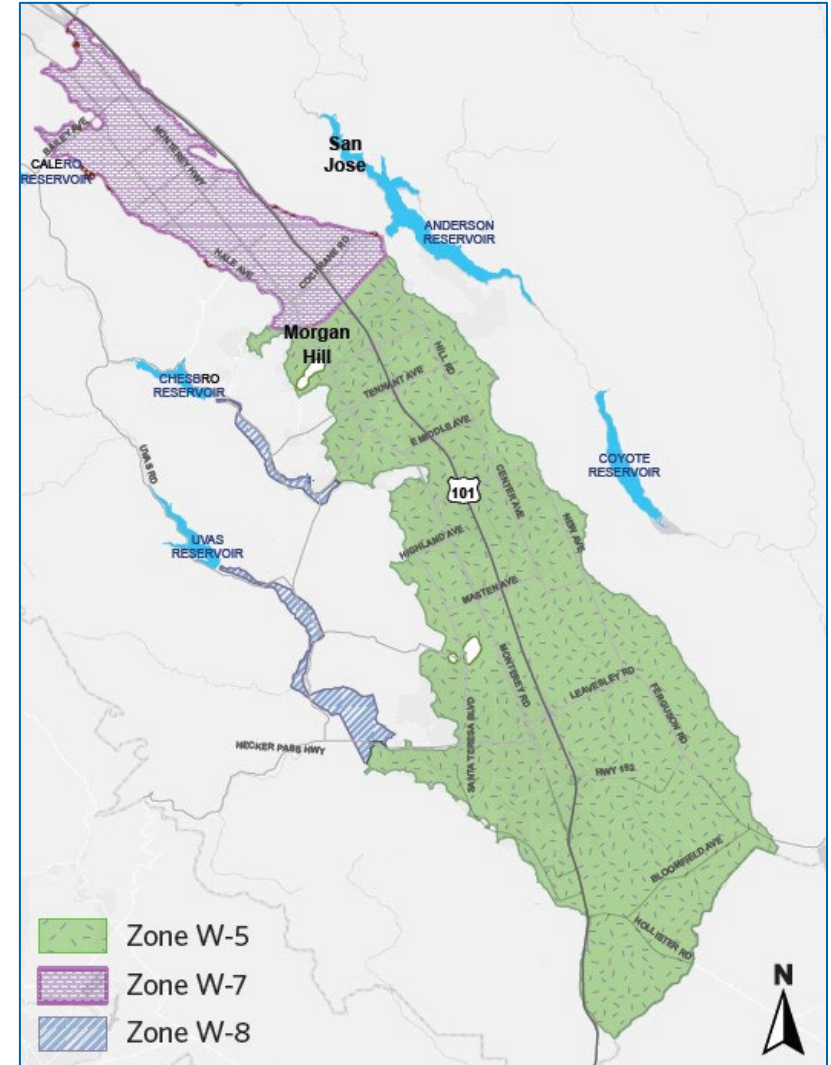 San
Jose
BAILEY AVE
MONTEREY HWY
CALERO
RESERVOIR
ANDERSON
RESERVOIR
HALE AVE
COCHRANE RD
Morgan
Hill
HILL RD
CHESBRO
RESERVOIR
TENNANT AVE
E MIDDLE AVE
UVAS RD
COYOTE
RESERVOIR
101
CENTER AVE
NEW AVE
UVAS
RESERVOIR
HIGHLAND AVE
MASTEN AVE
MONTEREY RD
LEAVESLEY RD
FERGUSON RD
SANTA TERESA BLVD
HECKER PASS HWY
HWY 152
BLOOMFIELD AVE
HOLLISTER RD
Zone W-5
Zone W-7
Zone W-8
N